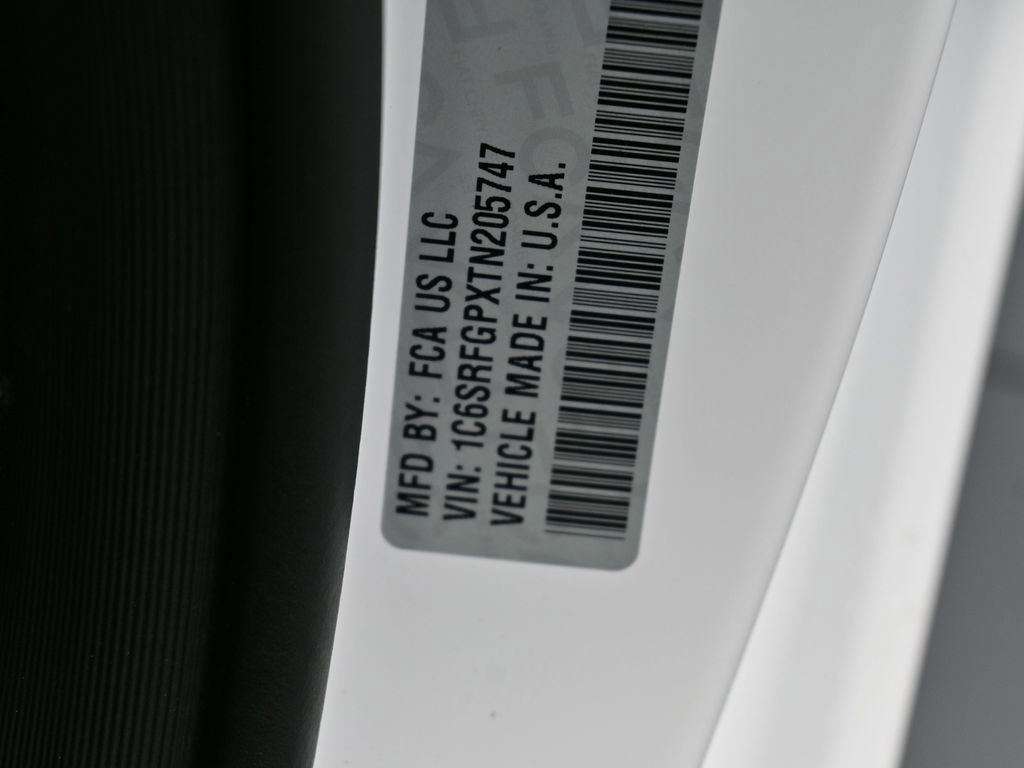 MFD BY: FCA US LLC
VIN: 1C6SRFGPXTN205747
VEHICLE MADE IN: U.S.A.